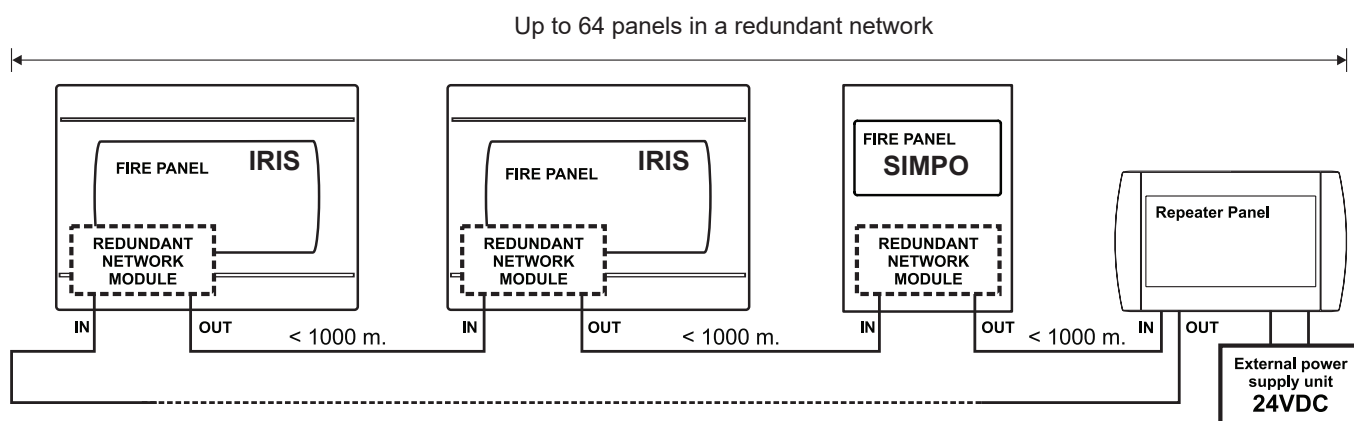 Up to 64 panels in a redundant network
FIRE PANEL IRIS
REDUNDANT
NETWORK
MODULE
IN OUT
< 1000 m.
FIRE PANEL IRIS
REDUNDANT
NETWORK
MODULE
IN OUT
< 1000 m.
FIRE PANEL
SIMPO
REDUNDANT
NETWORK
MODULE
IN OUT
< 1000 m.
Repeater Panel
IN OUT
External power
supply unit
24VDC